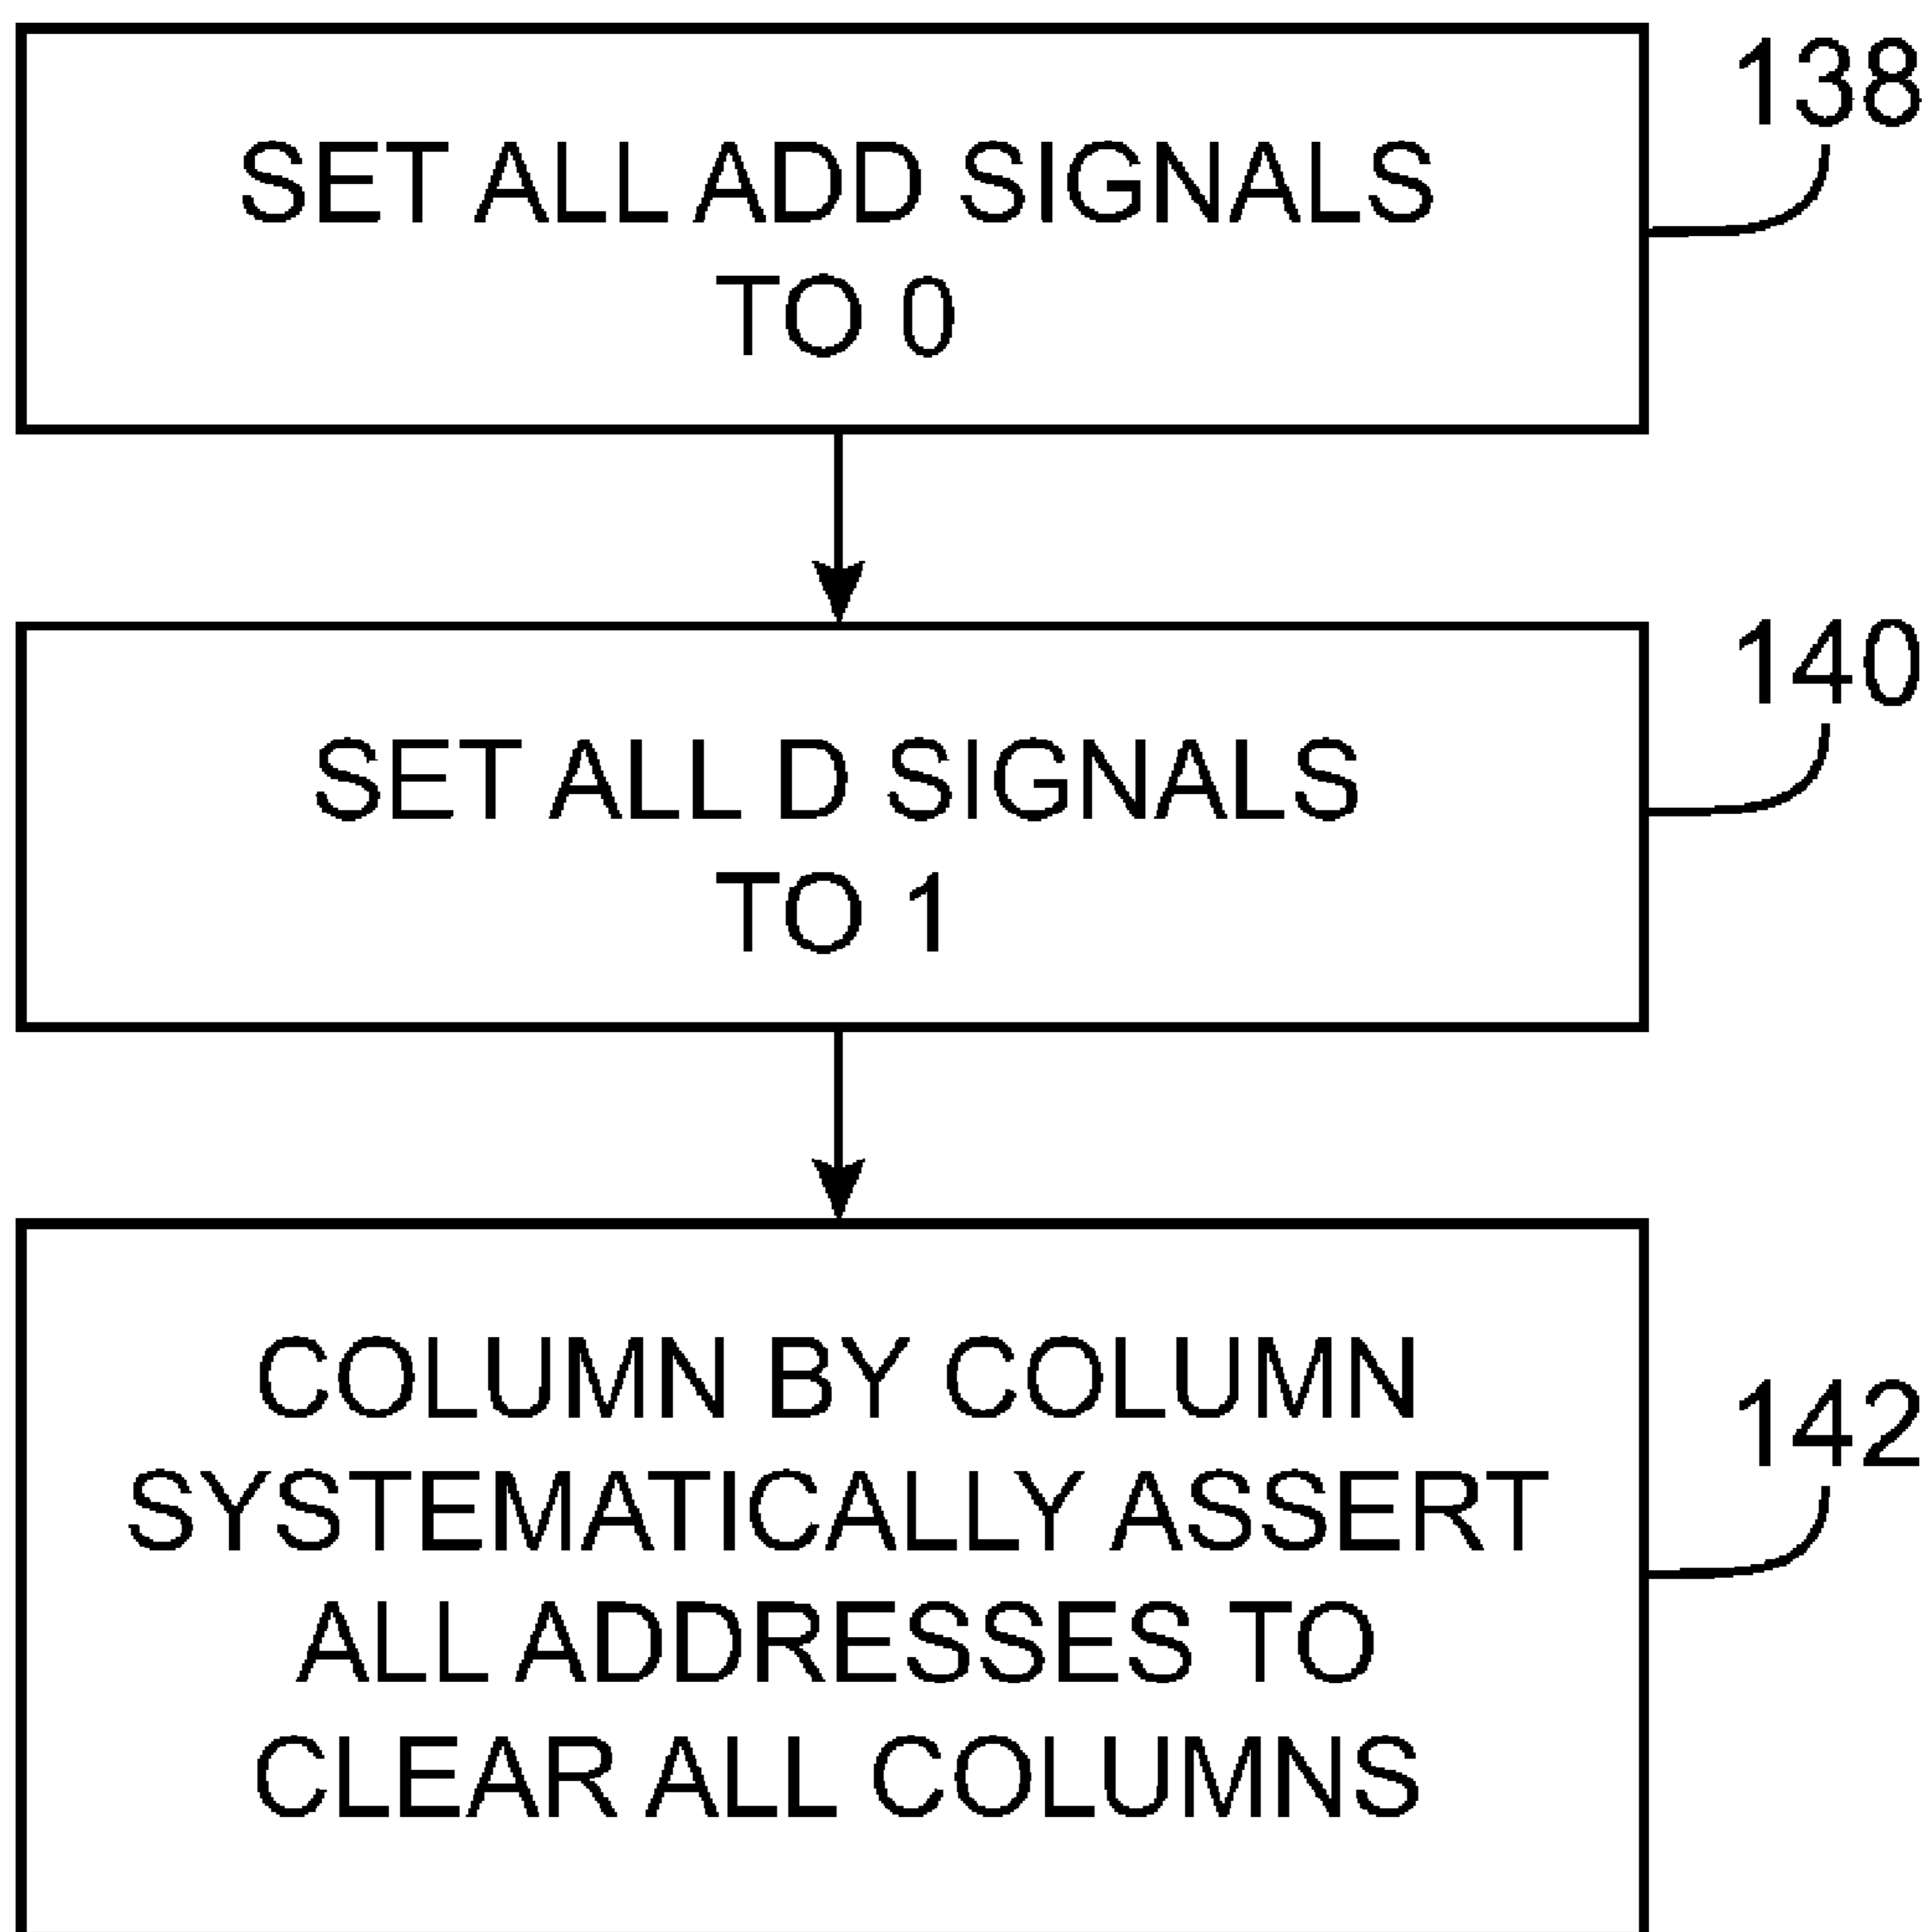 138
SET ALL ADD SIGNALS
TO 0
140
SET ALL D SIGNALS
TO 1
COLUMN BY COLUMN
142
SYSTEMATICALLY ASSERT
ALL ADDRESSES TO
CLEAR ALL COLUMNS